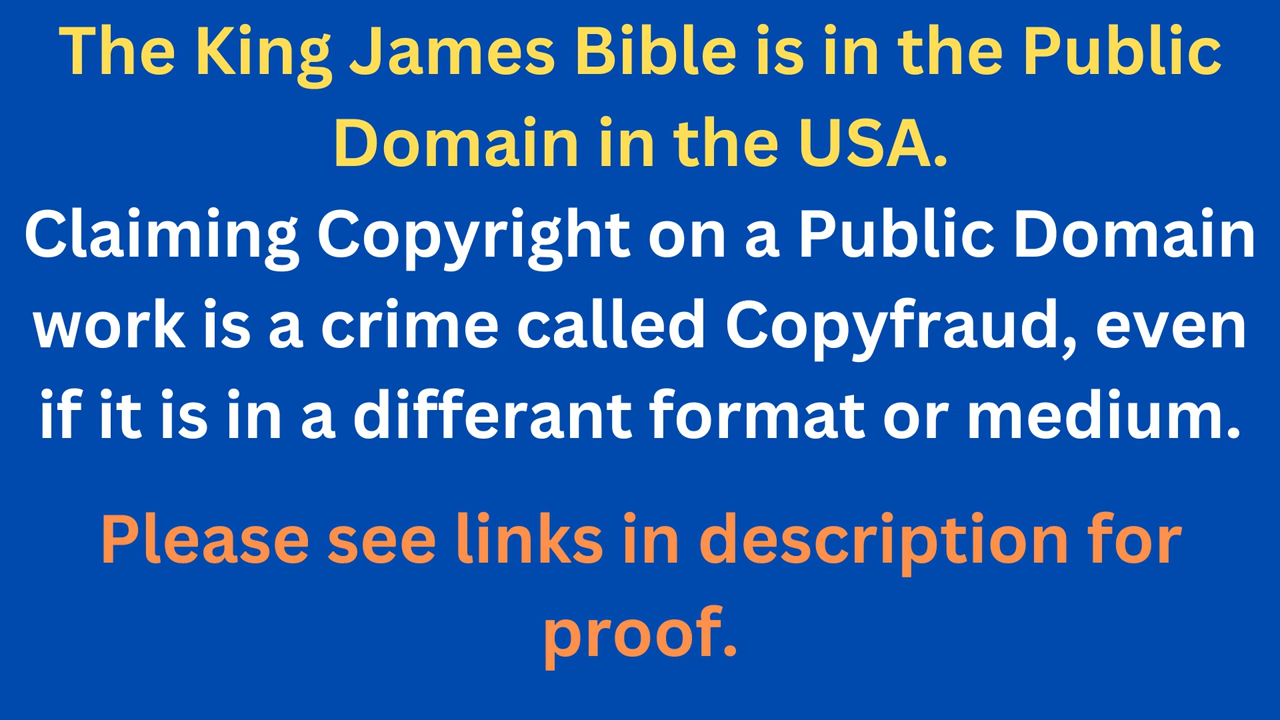 The King James Bible is in the Public
Domain in the USA.
Claiming Copyright on a Public Domain
work is a crime called Copyfraud, even
if it is in a differant format or medium.
Please see links in description for
proof.